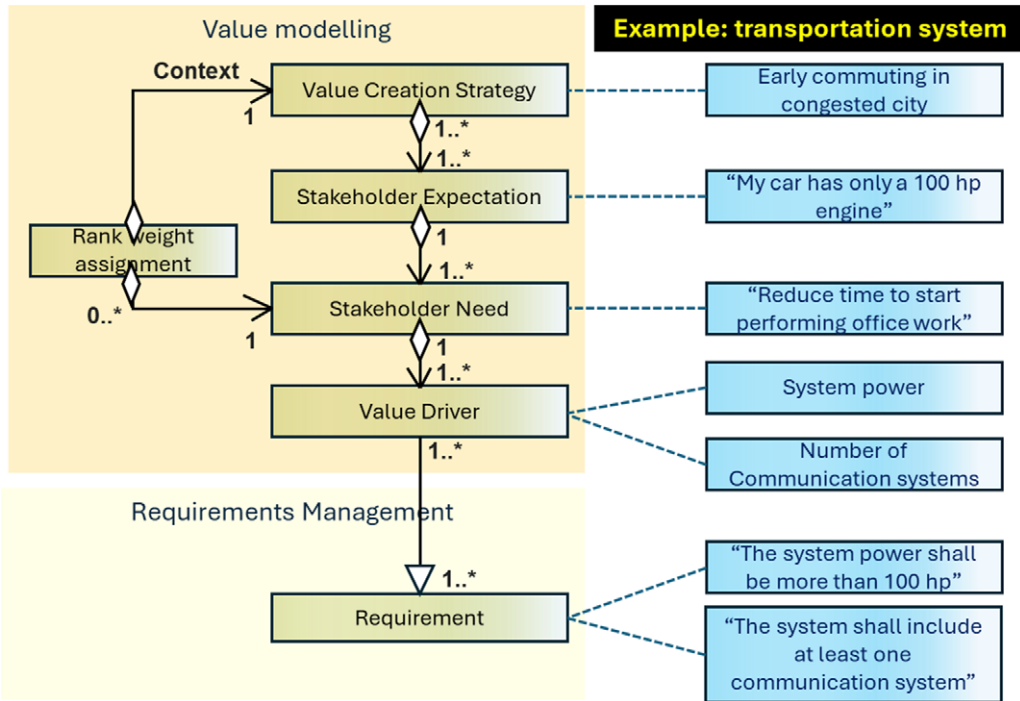 Value modelling
Example: transportation system
Context
Value Creation Strategy
Early commuting in
congested city
1
1..*
1..*
Stakeholder Expectation
“My car has only a 100 hp
engine”
Rank weight
assignment
1
1..*
0..*
Stakeholder Need
“Reduce time to start
performing office work”
1
1
1..*
Value Driver
System power
1..*
Number of
Communication systems
Requirements Management
1..*
Requirement
“The system power shall
be more than 100 hp”
“The system shall include
at least one
communication system”